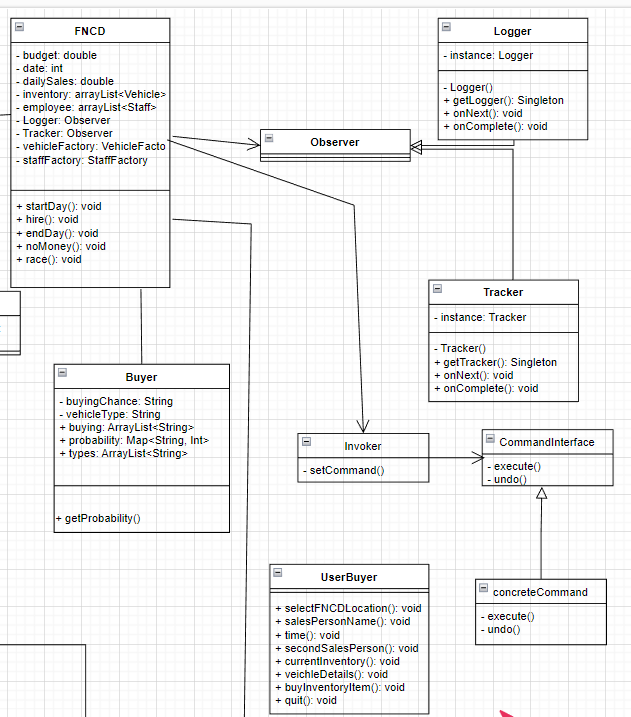 FNCD
- budget: double
- date: int
- dailySales: double
- inventory: arrayList<Vehicle>
- employee: arrayList<Staff>
- Logger: Observer
- Tracker: Observer
- vehicleFactory: VehicleFacto
- staffFactory: StaffFactory
+ startDay(): void
+ hire(): void
+ endDay(): void
+ noMoney(): void
+ race(): void
Logger
- instance: Logger
- Logger()
+ getLogger(): Singleton
+ onNext(): void
+ onComplete(): void
Observer
Tracker
- instance: Tracker
- Tracker()
+ getTracker(): Singleton
+ onNext(): void
+ onComplete(): void
Buyer
- buyingChance: String
- vehicleType: String
+ buying: ArrayList<String>
+ probability: Map<String, Int>
+ types: ArrayList<String>
+ getProbability()
Invoker
- setCommand()
CommandInterface
- execute()
- undo()
UserBuyer
+ selectFNCDLocation(): void
+ salesPersonName(): void
+ time(): void
+ secondSalesPerson(): void
+ currentInventory(): void
+ veichleDetails(): void
+ buyInventoryItem(): void
+ quit(): void
concreteCommand
- execute()
- undo()